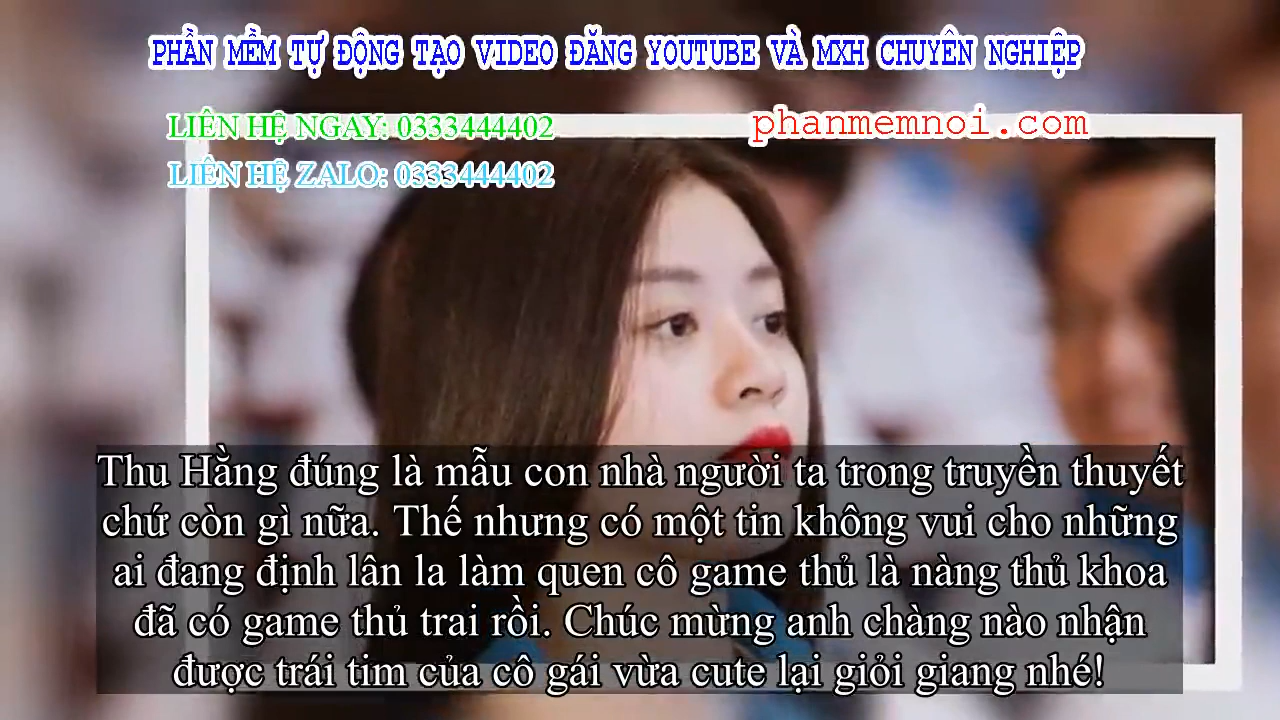 PHẦN MỀM TỰ ĐỘNG TẠO VIDEO ĐĂNG YOUTUBE VÀ MXH CHUYÊN NGHIỆP
LIÊN HỆ NGAY: 0333444402
phanmemnoi.com
LIÊN HỆ ZALO: 0333444402
Thu Hằng đúng là mẫu con nhà người ta trong truyền thuyết
chứ còn gì nữa. Thế nhưng có một tin không vui cho những
ai đang định lân la làm quen cô game thủ là nàng thủ khoa
đã có game thủ trai rồi. Chúc mừng anh chàng nào nhận
được trái tim của cô gái vừa cute lại giỏi giang nhé!